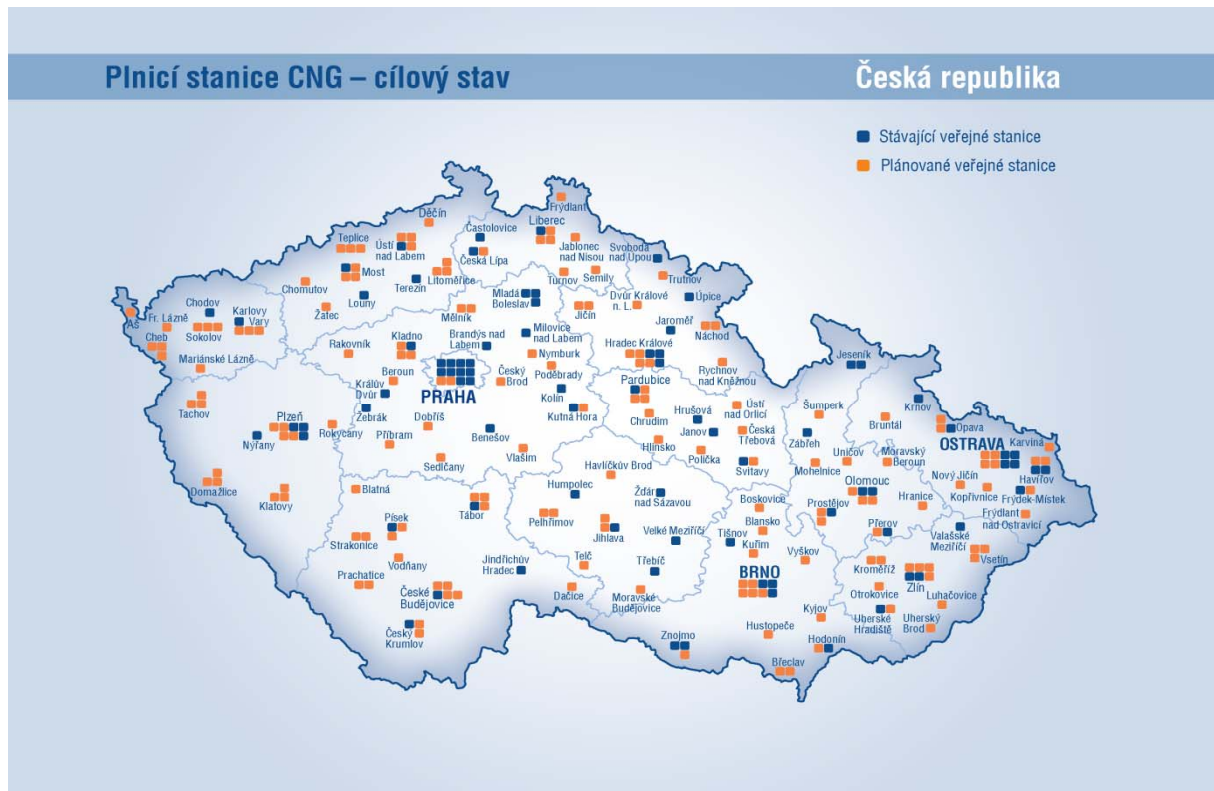 Plnicí stanice CNG – cílový stav
Česká republika
Stávající veřejné stanice
Plánované veřejné stanice
Frýdlant
Děčín
Liberec
Častolovice
Teplice
Ústí
nad Labem
Jablonec
nad Nisou
Svoboda
nad Úpou
Česká Lípa
Most
Litoměřice
Turnov
Semily
Trutnov
Chomutov
Terezín
Louny
Žatec
Mladá
Boleslav
Dvůr Králové
n. L.
Úpice
Jičín
Chodov
Karlovy
Vary
Sokolov
Aš
Fr. Lázně
Cheb
Mariánské Lázně
Mělník
Rakovník
Kladno
Brandýs nad
Labem
Milovice
nad Labem
Jaroměř
Náchod
Hradec Králové
Nymburk
Poděbrady
Rychnov
nad Kněžnou
Jeseník
Beroun
Králův
Dvůr
PRAHA
Český
Brod
Kolín
Pardubice
Tachov
Žebrák
Kutná Hora
Chrudim
Hrušová
Ústí
nad Orlicí
Šumperk
Krnov
Bruntál
Opava
Plzeň
Nýřany
Rokycany
Dobříš
Příbram
Benešov
Janov
Česká
Třebová
Zábřeh
OSTRAVA
Karviná
Hlinsko
Vlašim
Sedlčany
Polička
Svitavy
Mohelnice
Uničov
Moravský
Beroun
Havířov
Havlíčkův Brod
Nový Jičín
Kopřivnice
Frýdek-Místek
Domažlice
Klatovy
Blatná
Tábor
Humpolec
Žďár
nad Sázavou
Boskovice
Olomouc
Prostějov
Hranice
Frýdlant
nad Ostravicí
Písek
Pelhřimov
Jihlava
Velké Meziříčí
Blansko
Tišnov
Kuřim
Přerov
Valašské
Meziříčí
Strakonice
Vodňany
Jindřichův
Hradec
Telč
Třebíč
Vyškov
Kroměříž
Vsetín
Prachatice
České
Budějovice
Dačice
Moravské
Budějovice
BRNO
Zlín
Otrokovice
Luhačovice
Český
Krumlov
Kyjov
Uherské
Hradiště
Uherský
Brod
Hustopeče
Znojmo
Hodonín
Břeclav